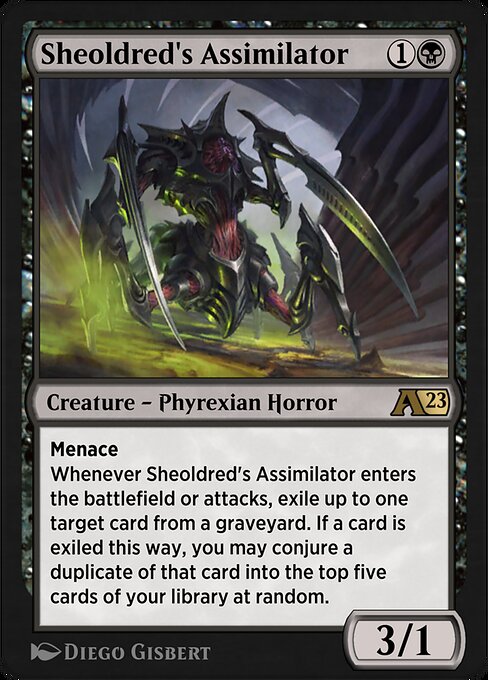 Sheoldred's Assimilator 1
Creature – Phyrexian Horror A23
Menace
Whenever Sheoldred's Assimilator enters
the battlefield or attacks, exile up to one
target card from a graveyard. If a card is
exiled this way, you may conjure a
duplicate of that card into the top five
cards of your library at random.
3/1
Diego Gisbert